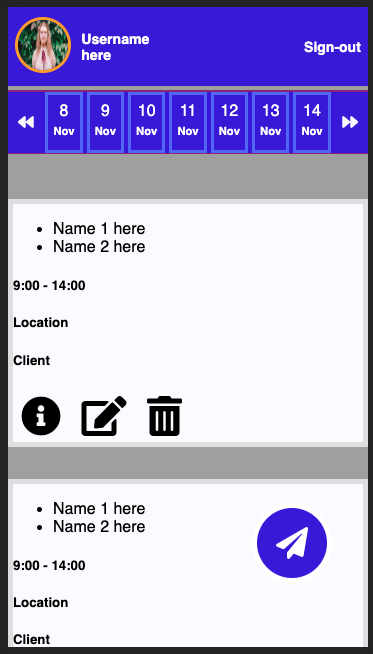 Username
here
Sign-out
8 9 10 11 12 13 14
Nov Nov Nov Nov Nov Nov Nov
Name 1 here
Name 2 here
9:00 - 14:00
Location
Client
Name 1 here
Name 2 here
9:00 - 14:00
Location
Client